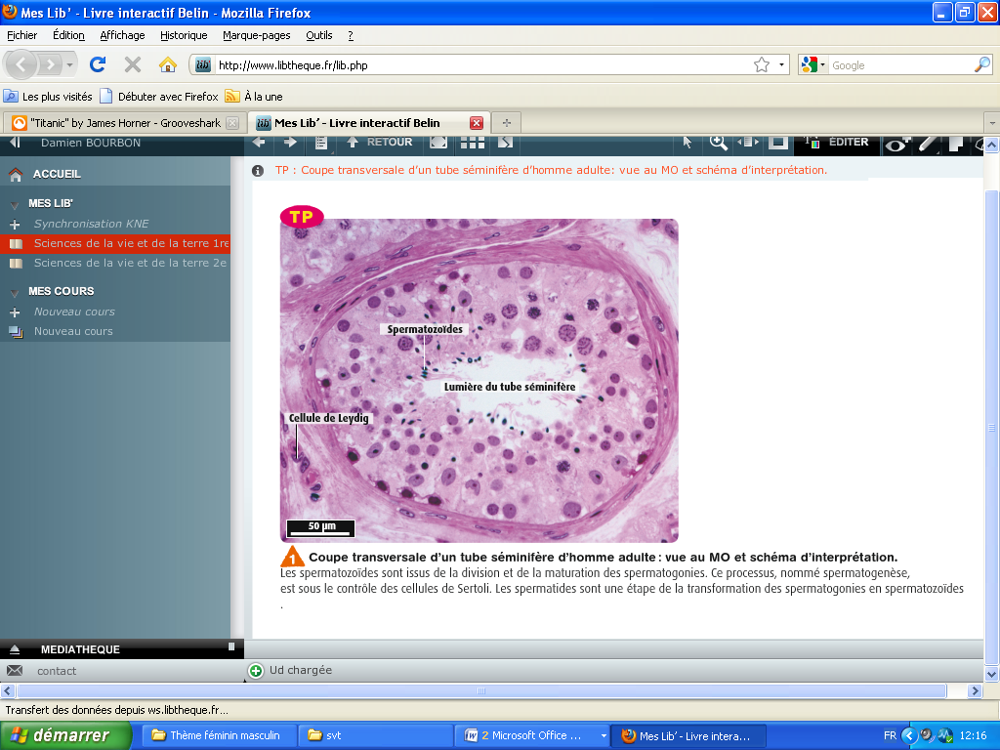 Mes Lib' - Livre interactif Belin - Mozilla Firefox
Fichier Édition Affichage Historique Marque-pages Outils ?
http://www.libtheque.fr/lib.php
Google
Les plus visités Débuter avec Firefox À la une
"Titanic" by James Horner - Grooveshark Mes Lib' - Livre interactif Belin
Damien BOURBON RETOUR ÉDITER
ACCUEIL
TP : Coupe transversale d'un tube séminifère d'homme adulte: vue au MO et schéma d'interprétation.
MES LIB'
Synchronisation KNE
Sciences de la vie et de la terre 1re
Sciences de la vie et de la terre 2e
MES COURS
Nouveau cours
Nouveau cours
TP
Spermatozoïdes
Lumière du tube séminifère
Cellule de Leydig
50 µm
1 Coupe transversale d'un tube séminifère d'homme adulte : vue au MO et schéma d'interprétation.
Les spermatozoïdes sont issus de la division et de la maturation des spermatogonies. Ce processus, nommé spermatogenèse,
est sous le contrôle des cellules de Sertoli. Les spermatides sont une étape de la transformation des spermatogonies en spermatozoïdes
.
MEDIATHEQUE
contact
Ud chargée
Transfert des données depuis ws.libtheque.fr...
démarrer Thème féminin masculin svt 2 Microsoft Office ... Mes Lib' - Livre intera... FR 12:16